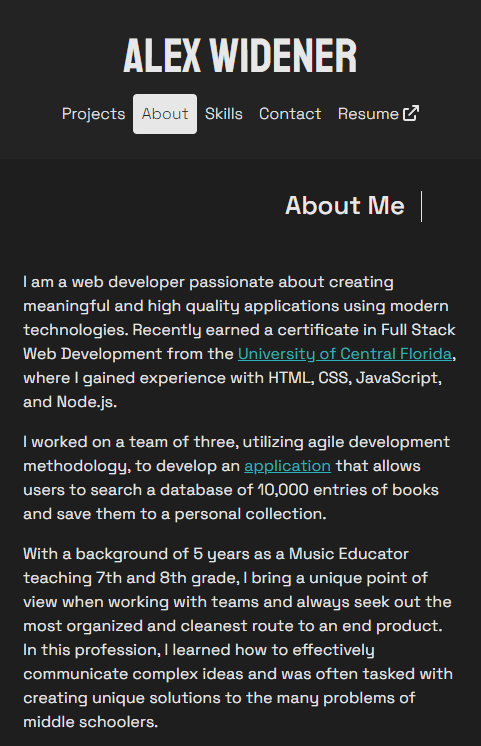 ALEX WIDENER
Projects About Skills Contact Resume
About Me
I am a web developer passionate about creating
meaningful and high quality applications using modern
technologies. Recently earned a certificate in Full Stack
Web Development from the University of Central Florida,
where I gained experience with HTML, CSS, JavaScript,
and Node.js.
I worked on a team of three, utilizing agile development
methodology, to develop an application that allows
users to search a database of 10,000 entries of books
and save them to a personal collection.
With a background of 5 years as a Music Educator
teaching 7th and 8th grade, I bring a unique point of
view when working with teams and always seek out the
most organized and cleanest route to an end product.
In this profession, I learned how to effectively
communicate complex ideas and was often tasked with
creating unique solutions to the many problems of
middle schoolers.